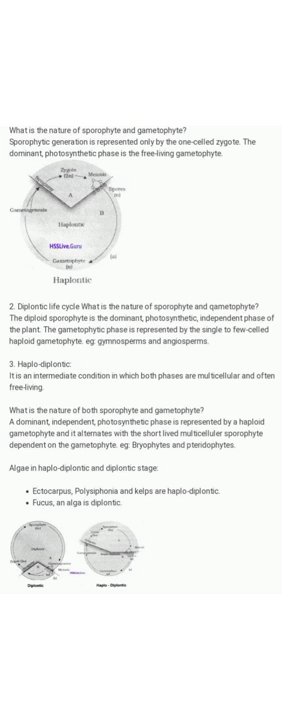 What is the nature of sporophyte and gametophyte?
Sporophytic generation is represented only by the one-celled zygote. The
dominant, photosynthetic phase is the free-living gametophyte.
Zygote
(2n)
Meiosis
A
Spores
(n)
Gametogenesis
B
Haplontic
HSSLive.Guru
Gametophyte
(n)
Haplontic
2. Diplontic life cycle What is the nature of sporophyte and qametophyte?
The diploid sporophyte is the dominant, photosynthetic, independent phase of
the plant. The gametophytic phase is represented by the single to few-celled
haploid gametophyte. eg: gymnosperms and angiosperms.
3. Haplo-diplontic:
It is an intermediate condition in which both phases are multicellular and often
free-living.
What is the nature of both sporophyte and gametophyte?
A dominant, independent, photosynthetic phase is represented by a haploid
gametophyte and it alternates with the short lived multicelluler sporophyte
dependent on the gametophyte. eg: Bryophytes and pteridophytes.
Algae in haplo-diplontic and diplontic stage:
• Ectocarpus, Polysiphonia and kelps are haplo-diplontic.
• Fucus, an alga is diplontic.
Diplontic
Haplo - Diplontic